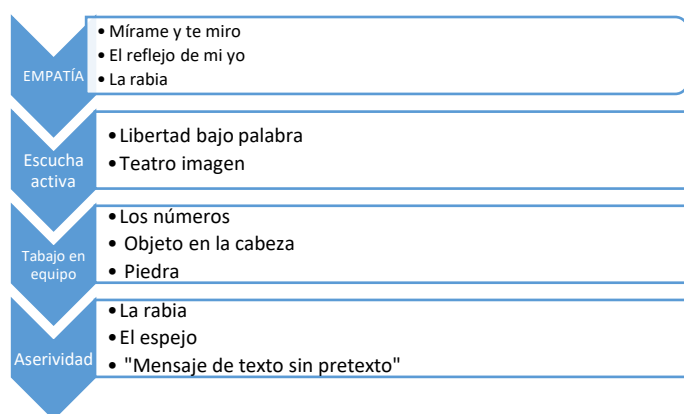 EMPATÍA
• Mírame y te miro
• El reflejo de mi yo
• La rabia
Escucha
activa
• Libertad bajo palabra
• Teatro imagen
Tabajo en
equipo
• Los números
• Objeto en la cabeza
• Piedra
Aserividad
• La rabia
• El espejo
• "Mensaje de texto sin pretexto"